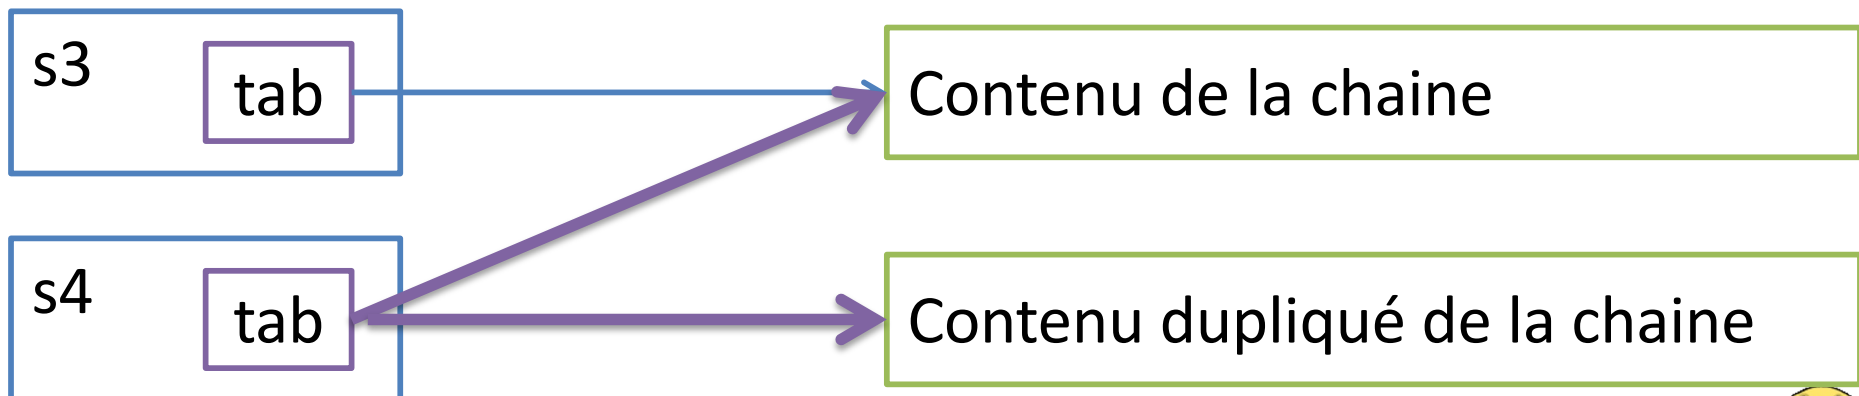 s3
tab
Contenu de la chaine
s4
tab
Contenu dupliqué de la chaine